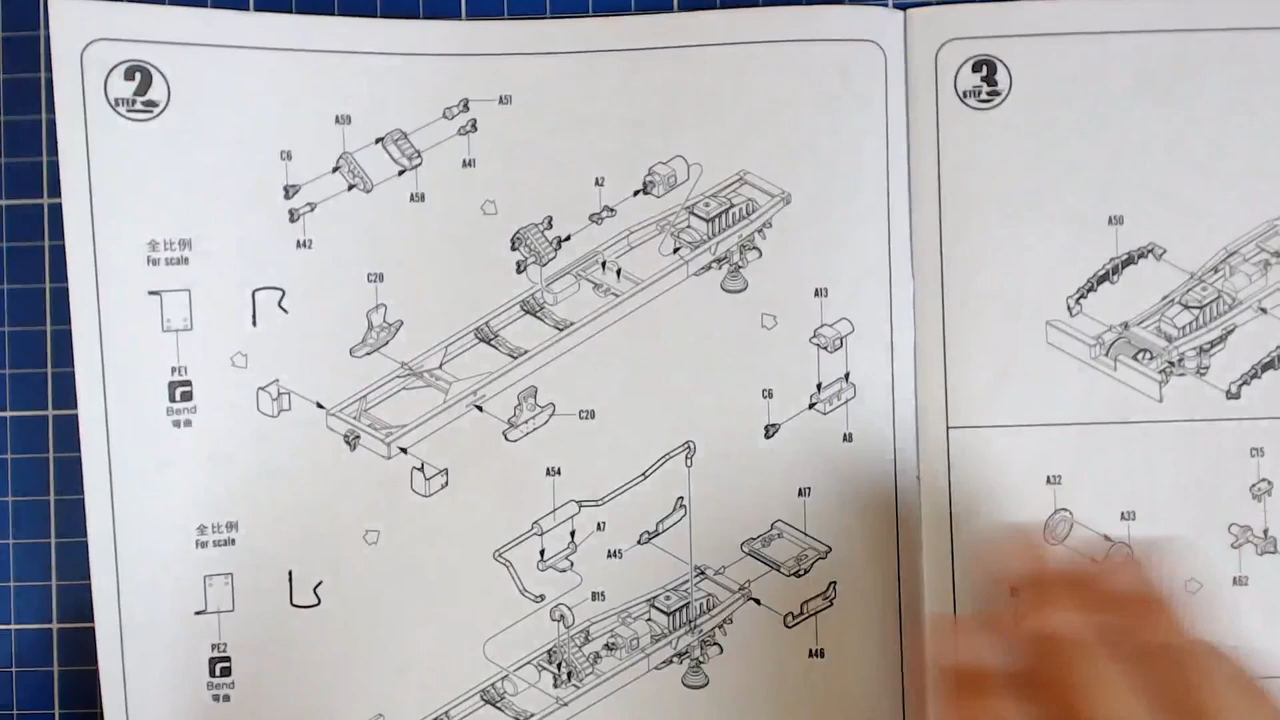 2
STEP
A51
A59
A41
C6
A58
A42
A2
全比例
For scale
C20
A13
PE1
Bend
弯曲
C6
C20
A8
A54
A17
A7
A45
全比例
For scale
B15
PE2
Bend
弯曲
A46
3
STEP
A50
C15
A32
A33
A62